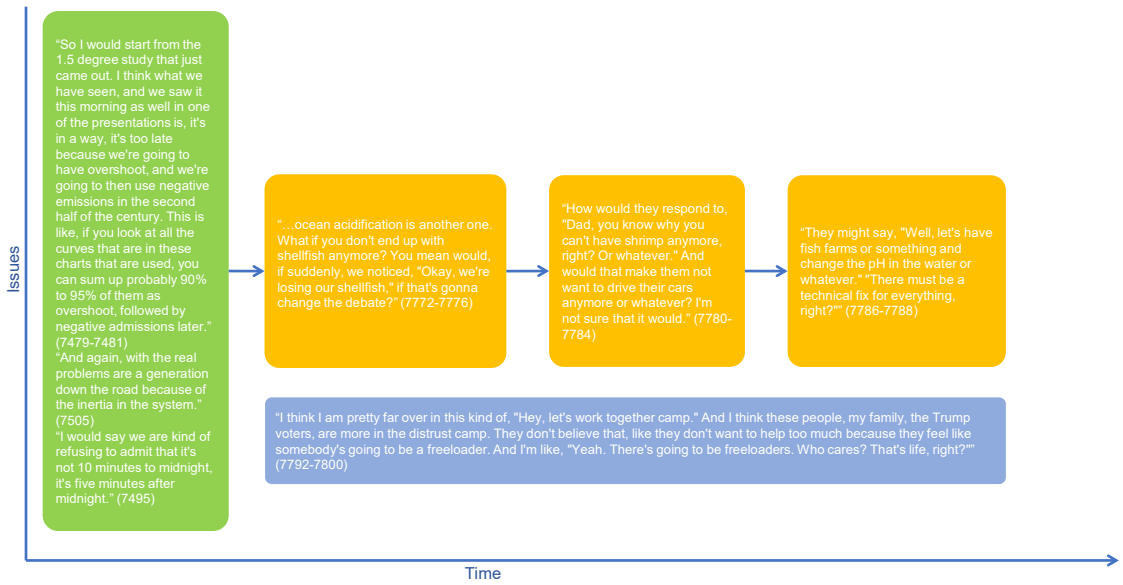 “So I would start from the
1.5 degree study that just
came out. I think what we
have seen, and we saw it
this morning as well in one
of the presentations is, it's
in a way, it's too late
because we're going to
have overshoot, and we're
going to then use negative
emissions in the second
half of the century. This is
like, if you look at all the
curves that are in these
charts that are used, you
can sum up probably 90%
to 95% of them as
overshoot, followed by
negative admissions later.”
(7479-7481)
“And again, with the real
problems are a generation
down the road because of
the inertia in the system.”
(7505)
“I would say we are kind of
refusing to admit that it's
not 10 minutes to midnight,
it's five minutes after
midnight.” (7495)
“…ocean acidification is another one.
What if you don't end up with
shellfish anymore? You mean would,
if suddenly, we noticed, "Okay, we're
losing our shellfish," if that's gonna
change the debate?” (7772-7776)
“How would they respond to,
"Dad, you know why you
can't have shrimp anymore,
right? Or whatever." And
would that make them not
want to drive their cars
anymore or whatever? I'm
not sure that it would.” (7780-
7784)
“They might say, "Well, let's have
fish farms or something and
change the pH in the water or
whatever." "There must be a
technical fix for everything,
right?"” (7786-7788)
“I think I am pretty far over in this kind of, "Hey, let's work together camp." And I think these people, my family, the Trump
voters, are more in the distrust camp. They don't believe that, like they don't want to help too much because they feel like
somebody's going to be a freeloader. And I'm like, "Yeah. There's going to be freeloaders. Who cares? That's life, right?"”
(7792-7800)
Issues
Time